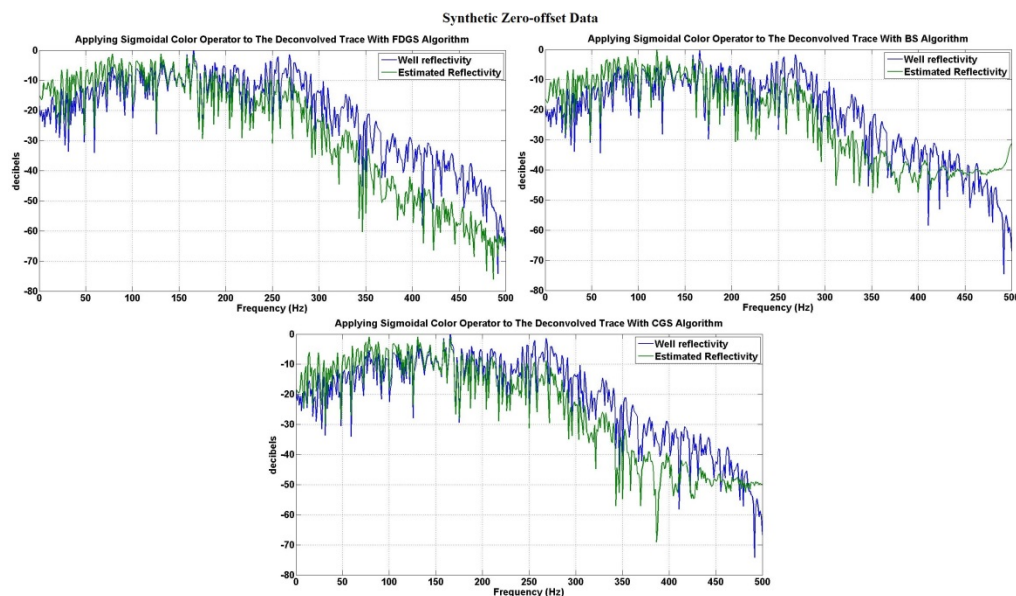 Synthetic Zero-offset Data
Applying Sigmoidal Color Operator to The Deconvolved Trace With FDGS Algorithm
Well reflectivity
Estimated Reflectivity
decibels
0
-10
-20
-30
-40
-50
-60
-70
-80
0 50 100 150 200 250 300 350 400 450 500
Frequency (Hz)
Applying Sigmoidal Color Operator to The Deconvolved Trace With BS Algorithm
Well reflectivity
Estimated Reflectivity
decibels
0
-10
-20
-30
-40
-50
-60
-70
-80
0 50 100 150 200 250 300 350 400 450 500
Frequency (Hz)
Applying Sigmoidal Color Operator to The Deconvolved Trace With CGS Algorithm
Well reflectivity
Estimated Reflectivity
decibels
0
-10
-20
-30
-40
-50
-60
-70
-80
0 50 100 150 200 250 300 350 400 450 500
Frequency (Hz)